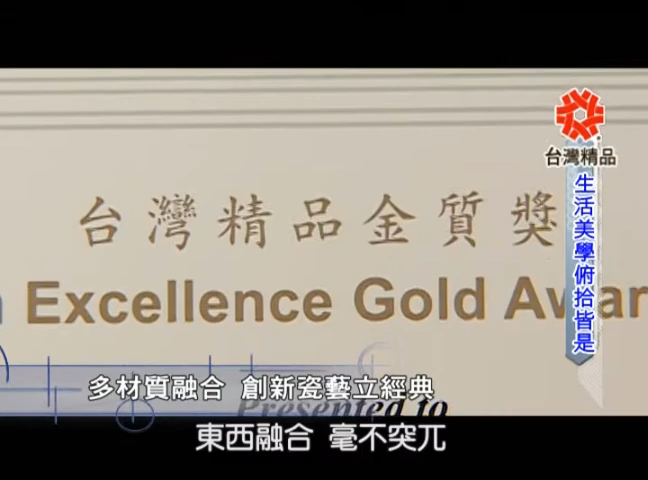 台灣精品
生活美學俯拾皆是
台灣精品金質獎
Excellence Gold Awar
多材質融合 創新瓷藝立經典
Presented to
東西融合 毫不突兀